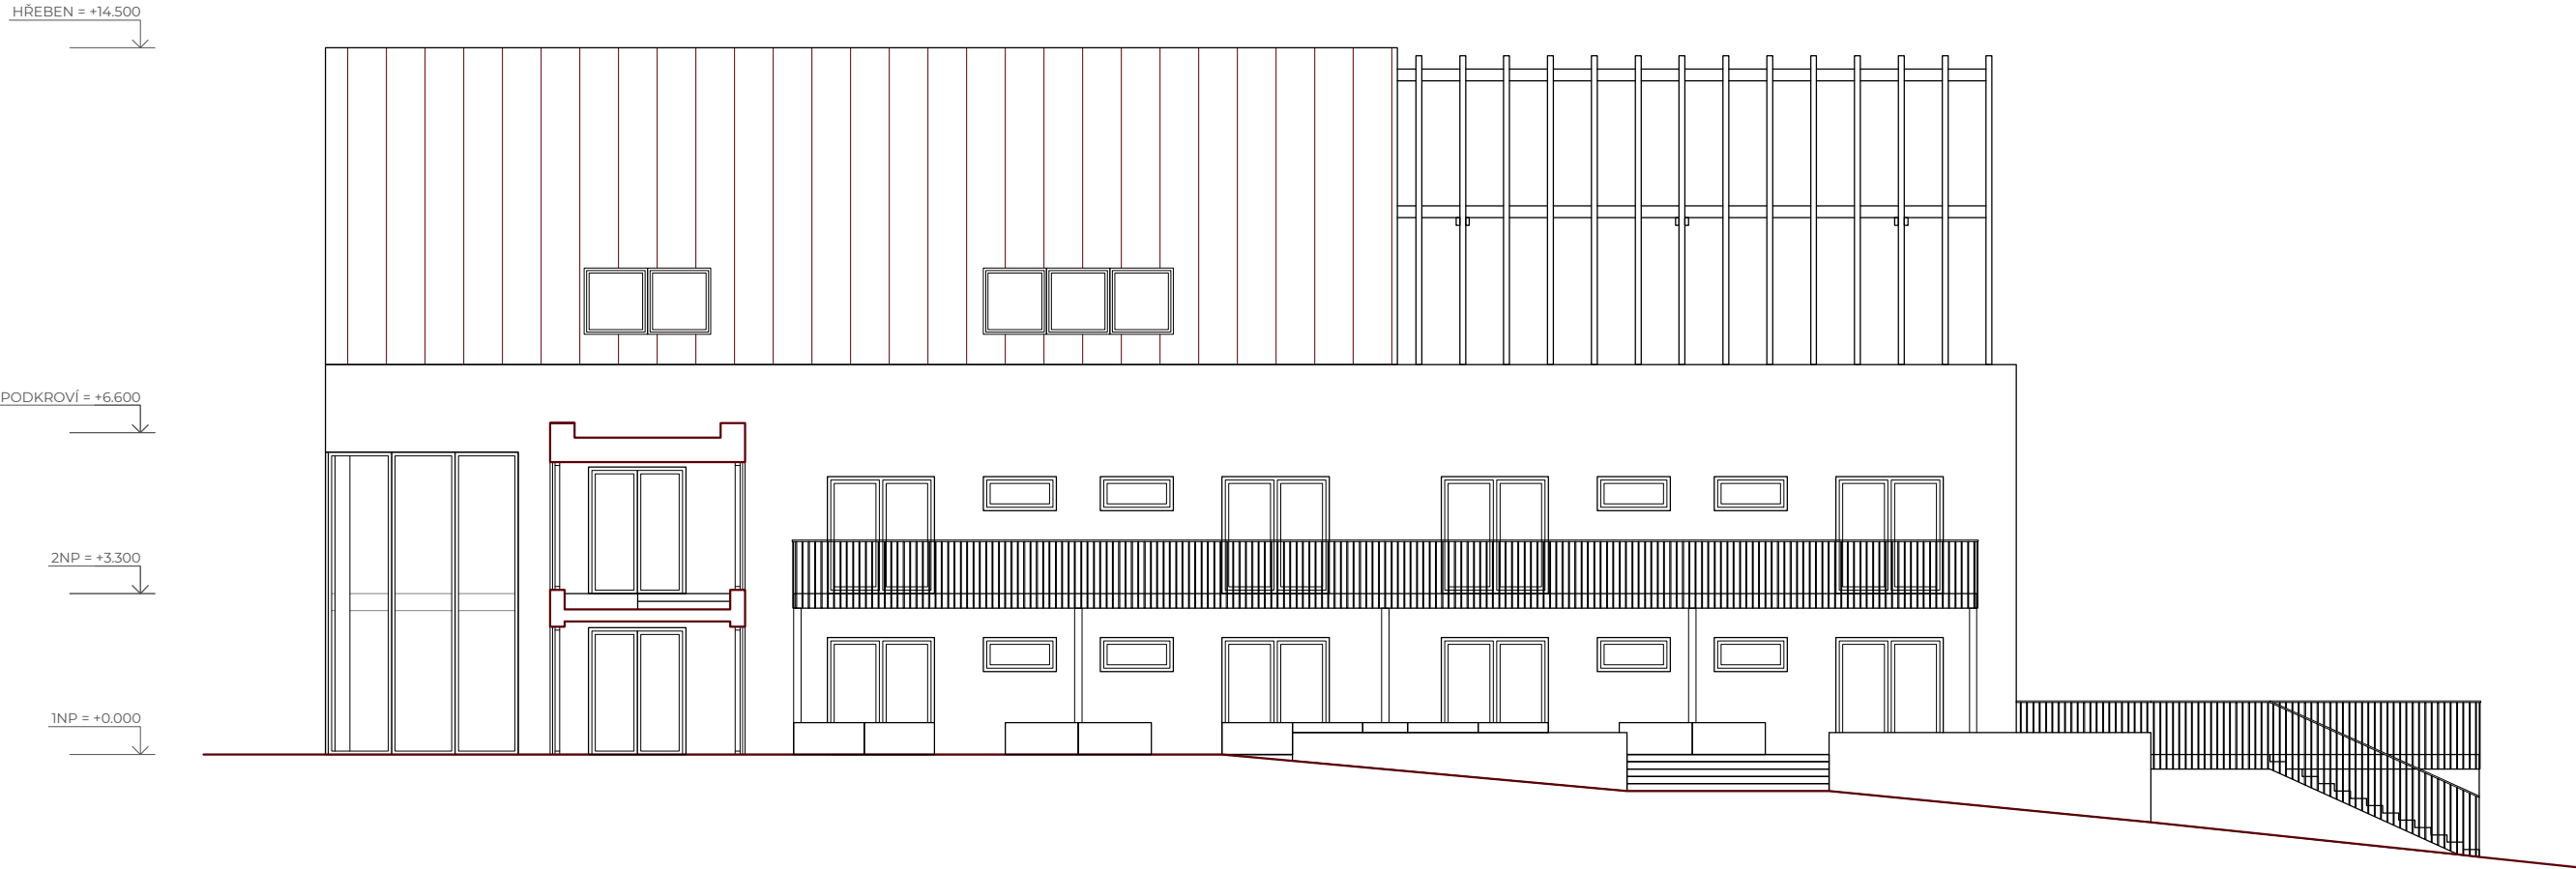 HŘEBEN = +14.500
PODKROVÍ = +6.600
2NP = +3.300
1NP = +0.000